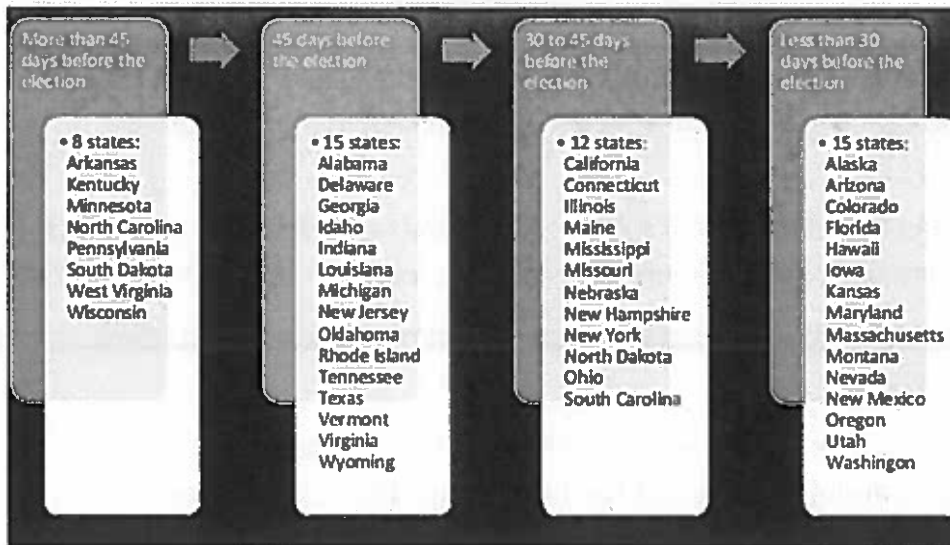 More than 45
days before the
election
• 8 states:
Arkansas
Kentucky
Minnesota
North Carolina
Pennsylvania
South Dakota
West Virginia
Wisconsin
45 days before
the election
• 15 states:
Alabama
Delaware
Georgia
Idaho
Indiana
Louisiana
Michigan
New Jersey
Oklahoma
Rhode Island
Tennessee
Texas
Vermont
Virginia
Wyoming
30 to 45 days
before the
election
• 12 states:
California
Connecticut
Illinois
Maine
Mississippi
Missouri
Nebraska
New Hampshire
New York
North Dakota
Ohio
South Carolina
Less than 30
days before the
election
• 15 states:
Alaska
Arizona
Colorado
Florida
Hawaii
Iowa
Kansas
Maryland
Massachusetts
Montana
Nevada
New Mexico
Oregon
Utah
Washingon